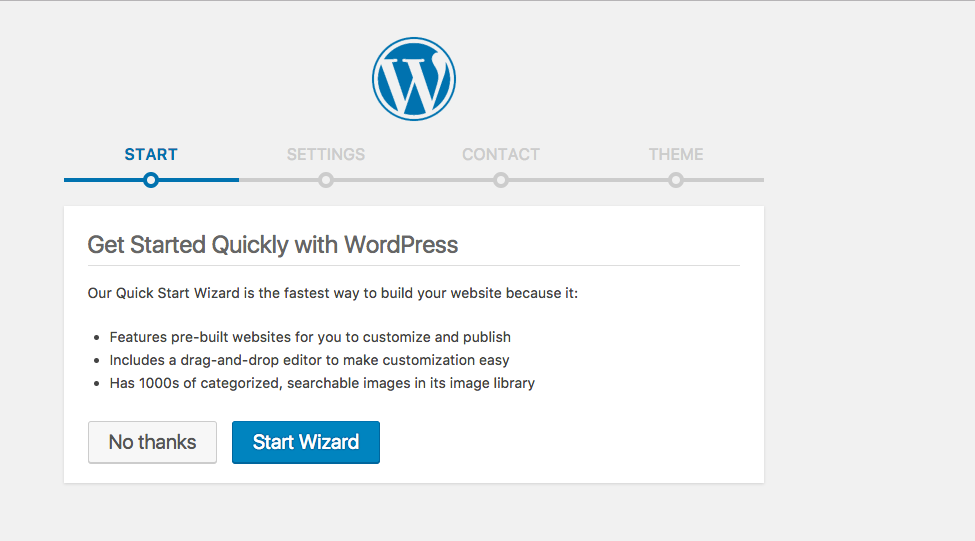 START SETTINGS CONTACT THEME
Get Started Quickly with WordPress
Our Quick Start Wizard is the fastest way to build your website because it:
Features pre-built websites for you to customize and publish
Includes a drag-and-drop editor to make customization easy
Has 1000s of categorized, searchable images in its image library
No thanks Start Wizard